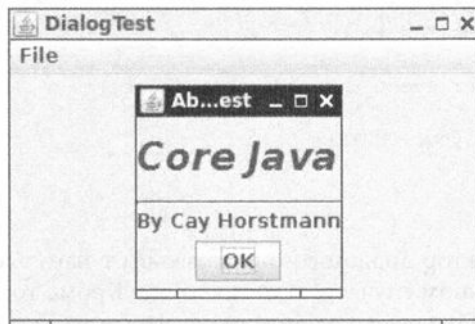 DialogTest
File
Ab...est
Core Java
By Cay Horstmann
OK